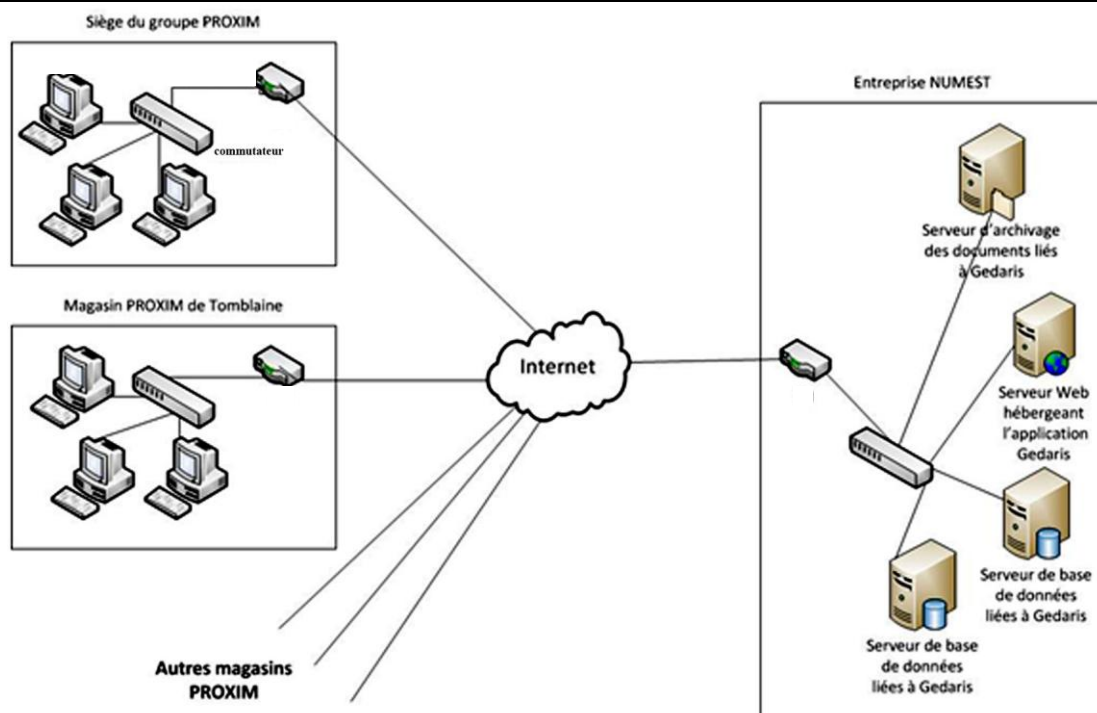 Siège du groupe PROXIM
commutateur
Entreprise NUMEST
Serveur d'archivage
des documents liés
à Gedaris
Magasin PROXIM de Tomblaine
Internet
Serveur Web
hébergeant
l'application
Gedaris
Serveur de base
de données
liées à Gedaris
Serveur de base
de données
liées à Gedaris
Autres magasins
PROXIM